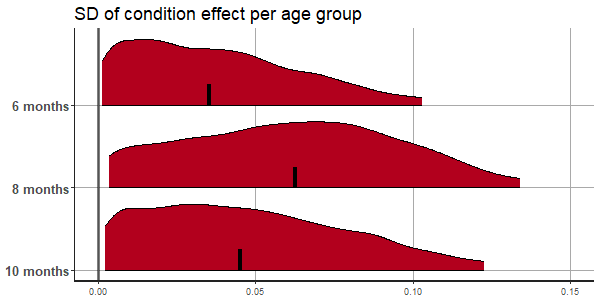 SD of condition effect per age group
6 months
8 months
10 months
0.00 0.05 0.10 0.15